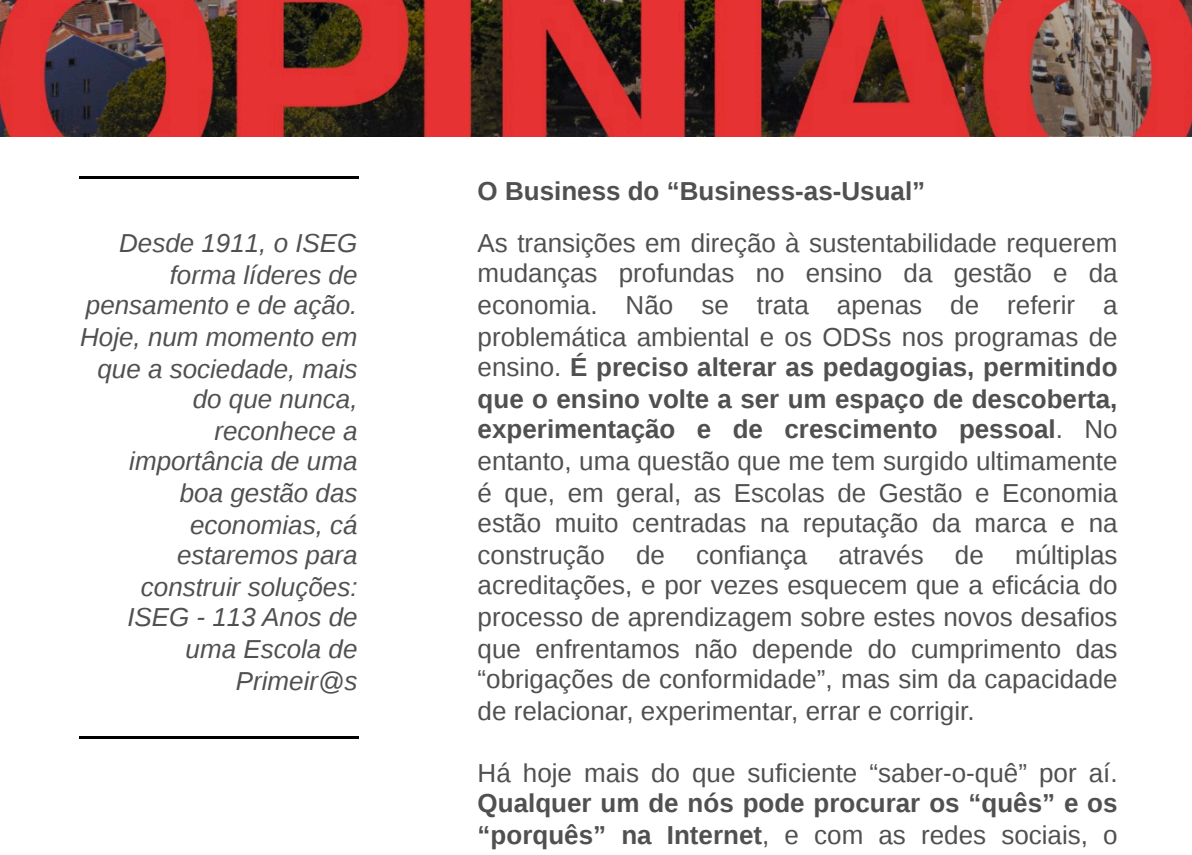 OPINIÃO
Desde 1911, o ISEG
forma líderes de
pensamento e de ação.
Hoje, num momento em
que a sociedade, mais
do que nunca,
reconhece a
importância de uma
boa gestão das
economias, cá
estaremos para
construir soluções:
ISEG - 113 Anos de
uma Escola de
Primeir@s
O Business do “Business-as-Usual”
As transições em direção à sustentabilidade requerem
mudanças profundas no ensino da gestão e da
economia. Não se trata apenas de referir a
problemática ambiental e os ODSs nos programas de
ensino. É preciso alterar as pedagogias, permitindo
que o ensino volte a ser um espaço de descoberta,
experimentação e de crescimento pessoal. No
entanto, uma questão que me tem surgido ultimamente
é que, em geral, as Escolas de Gestão e Economia
estão muito centradas na reputação da marca e na
construção de confiança através de múltiplas
acreditações, e por vezes esquecem que a eficácia do
processo de aprendizagem sobre estes novos desafios
que enfrentamos não depende do cumprimento das
“obrigações de conformidade”, mas sim da capacidade
de relacionar, experimentar, errar e corrigir.
Há hoje mais do que suficiente “saber-o-quê” por aí.
Qualquer um de nós pode procurar os “quês” e os
“porquês” na Internet, e com as redes sociais, o